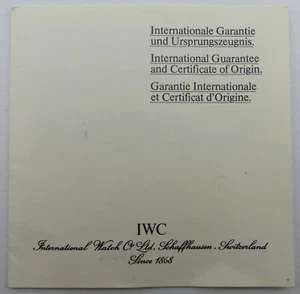 Internationale Garantie
und Ursprungszeugnis.
International Guarantee
and Certificate of Origin.
Garantie Internationale
et Certificat d'Origine.
IWC
International Watch Co Ltd, Schaffhausen - Switzerland
Since 1868